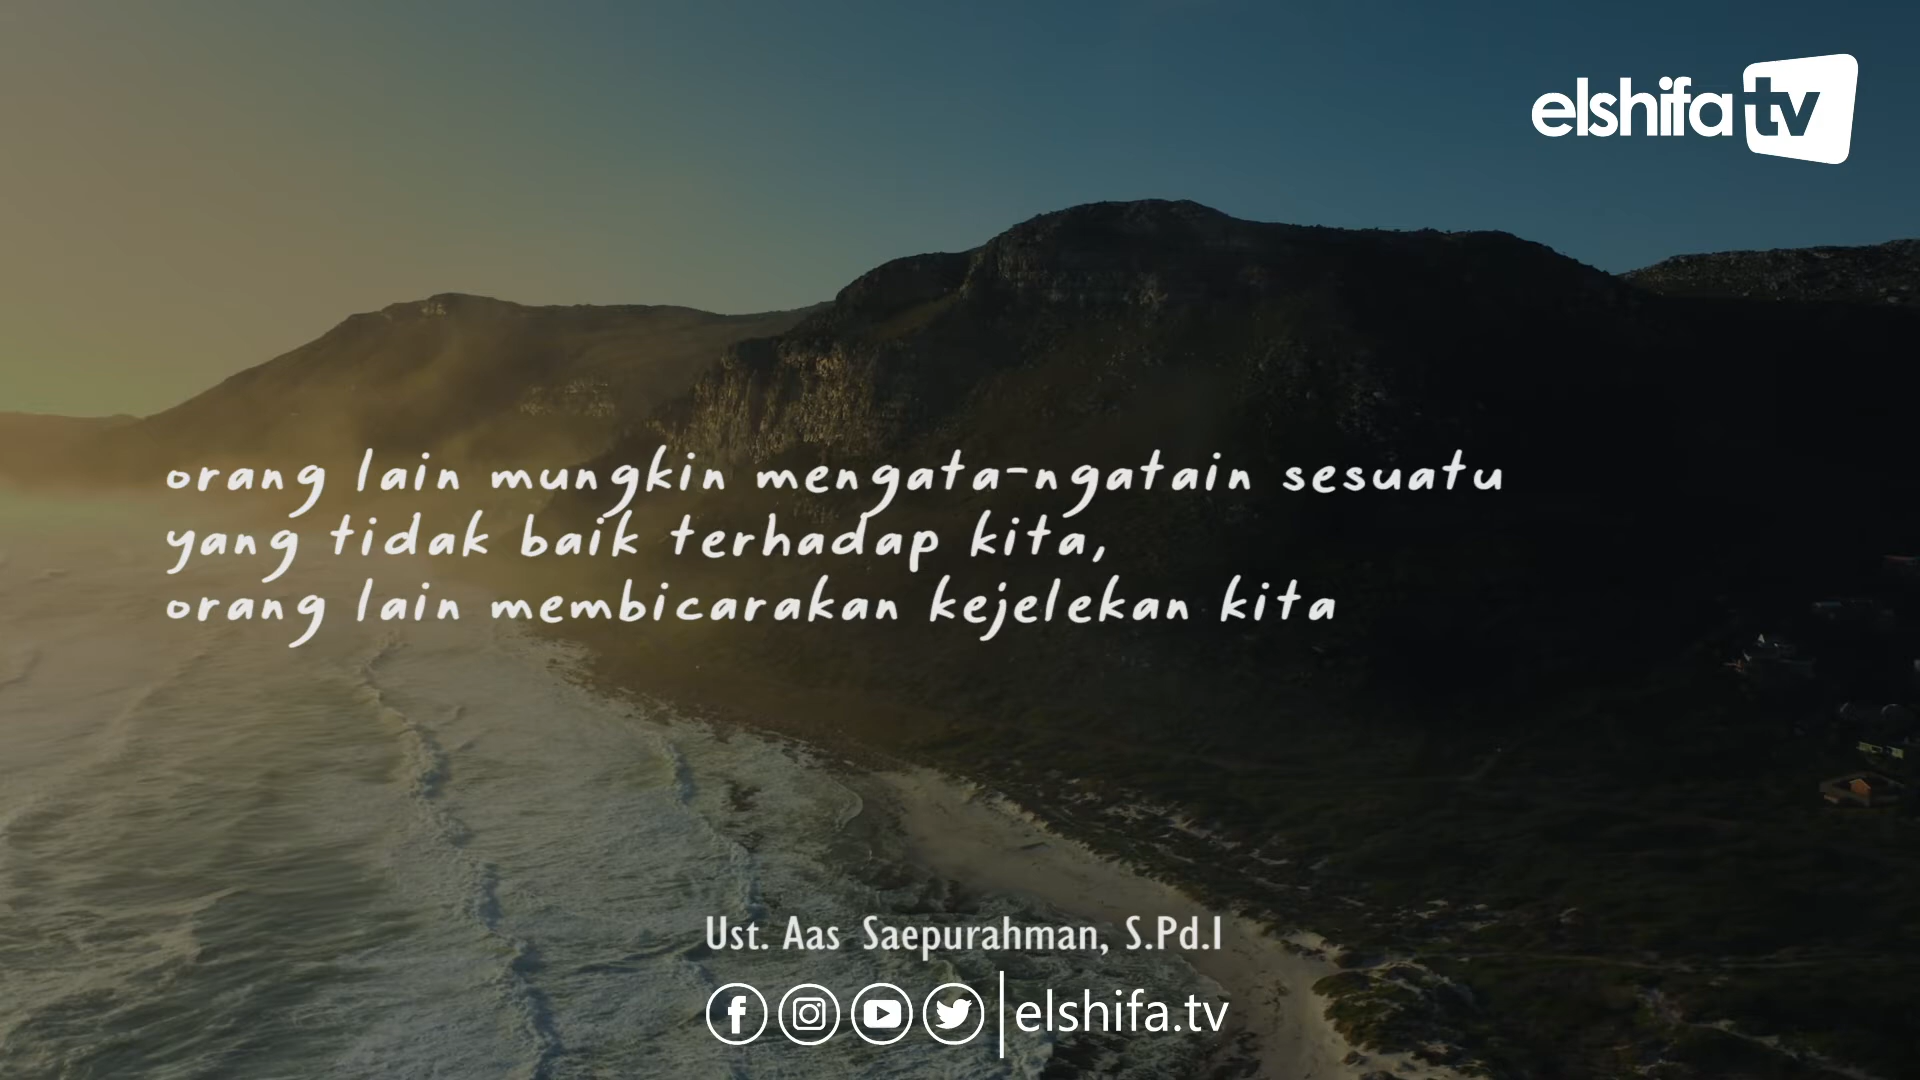 elshifa tv
orang lain mungkin mengata-ngatain sesuatu
yang tidak baik terhadap kita,
orang lain membicarakan kejelekan kita
Ust. Aas Saepurahman, S.Pd.I
elshifa.tv